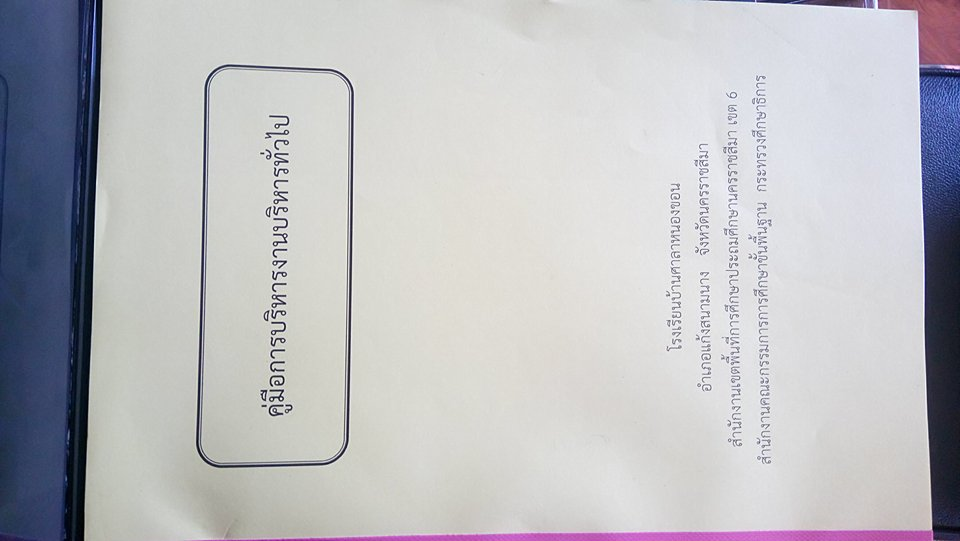 คู่มือการบริหารงานบริหารทั่วไป
โรงเรียนบ้านศาลาหนองขอน
อำเภอแก้งสนามนาง จังหวัดนครราชสีมา
สำนักงานเขตพื้นที่การศึกษาประถมศึกษานครราชสีมา เขต 6
สำนักงานคณะกรรมการการศึกษาขั้นพื้นฐาน กระทรวงศึกษาธิการ